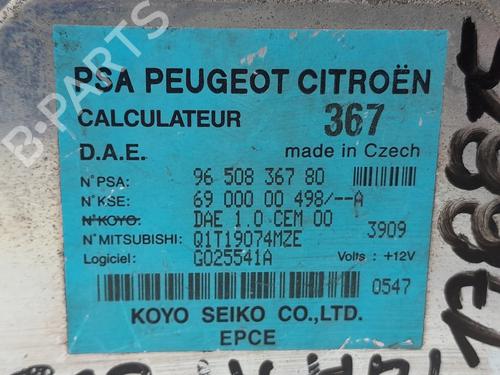 PSA PEUGEOT CITROËN
CALCULATEUR 367
D.A.E. made in Czech
N°PSA: 96 508 367 80
N°KSE: 69 000 00 498/--A
N°KOYO: DAE 1.0 CEM 00
N°MITSUBISHI: Q1T19074MZE 3909
Logiciel: G025541A Volts : +12V
0547
KOYO SEIKO CO.,LTD.
EPCE
B-PARTS